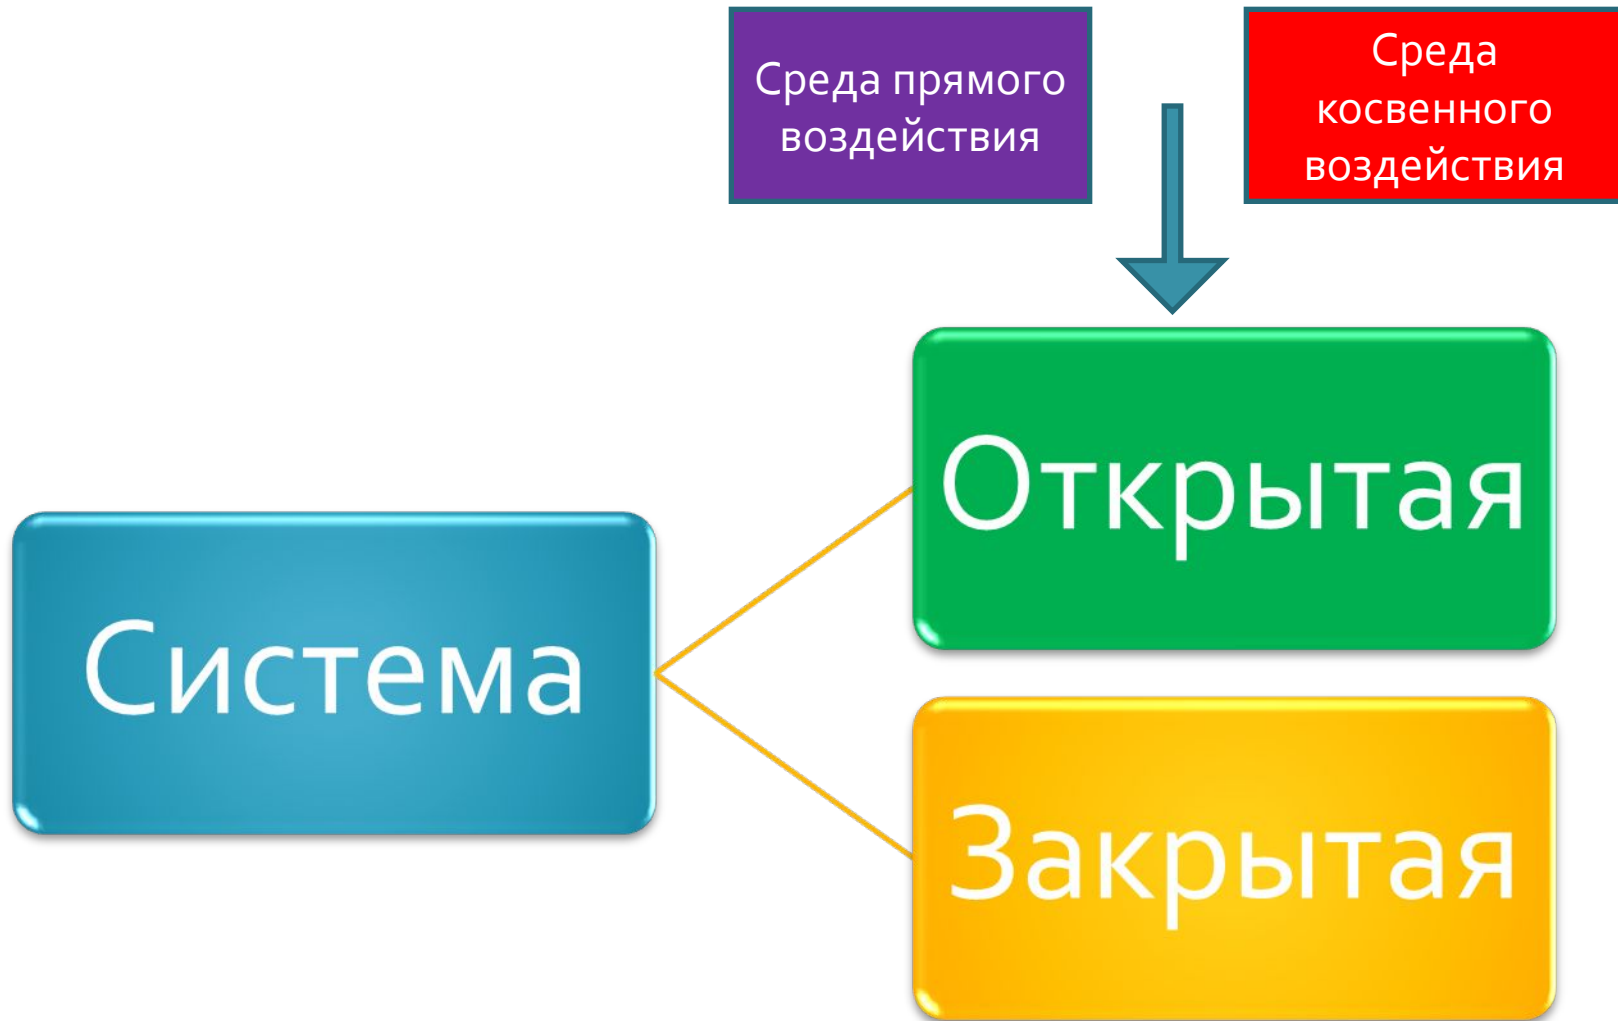 Среда прямого
воздействия
Среда
косвенного
воздействия
Открытая
Система
Закрытая